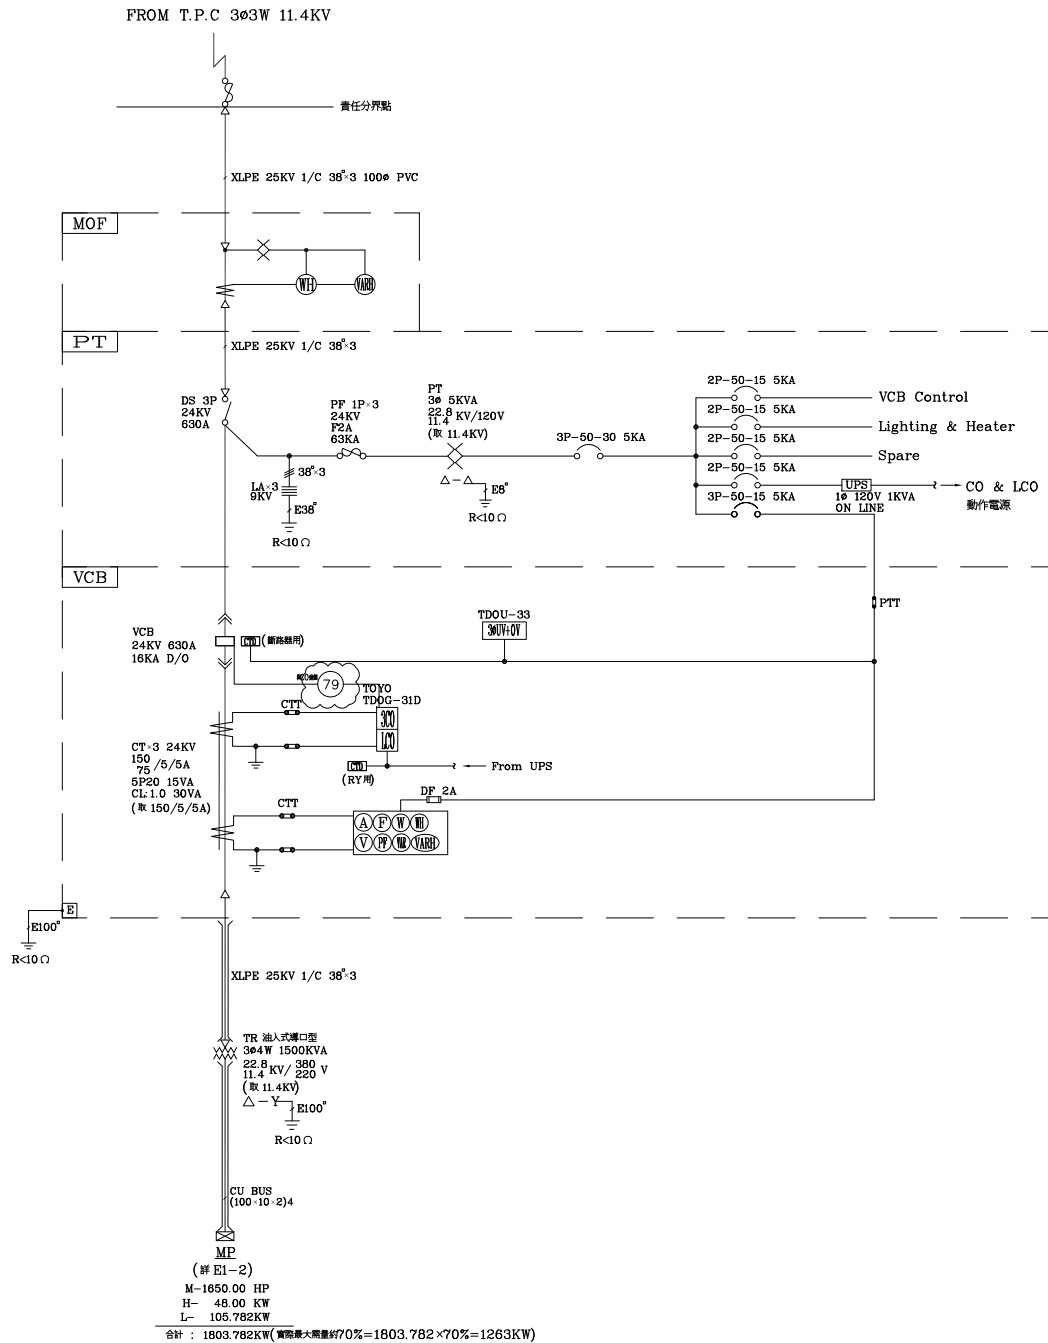 FROM T.P.C 3ø3W 11.4KV
責任分界點
XLPE 25KV 1/C 38°×3 100ø PVC
MOF
WH
VARH
PT
XLPE 25KV 1/C 38°×3
DS 3P
24KV
630A
PF 1P×3
24KV
F2A
63KA
PT
3ø 5KVA
22.8
11.4 KV/120V
(取 11.4KV)
3P-50-30 5KA
2P-50-15 5KA
VCB Control
2P-50-15 5KA
Lighting & Heater
2P-50-15 5KA
Spare
2P-50-15 5KA
UPS
CO & LCO
動作電源
1ø 120V 1KVA
ON LINE
3P-50-15 5KA
38°×3
LA×3
9KV
E38°
R<10Ω
△-△
E8°
R<10Ω
VCB
PTT
TDOU-33
3øUV+OV
VCB
24KV 630A
16KA D/O
CTD
(斷路器用)
79
TOYO
TDOG-31D
CTT
3CO
LCO
CT×3 24KV
150
75 /5/5A
5P20 15VA
CL:1.0 30VA
(取 150/5/5A)
CTD
(RY用)
From UPS
DF 2A
CTT
A F W WH
V PF VAR VARH
E
E100°
R<10Ω
XLPE 25KV 1/C 38°×3
TR 油入式導口型
3ø4W 1500KVA
22.8 380
11.4 KV/ 220 V
(取 11.4KV)
△-Y
E100°
R<10Ω
CU BUS
(100×10×2)4
MP
(詳 E1-2)
M-1650.00 HP
H- 48.00 KW
L- 105.782KW
合計 : 1803.782KW(實際最大需量約70%=1803.782×70%=1263KW)